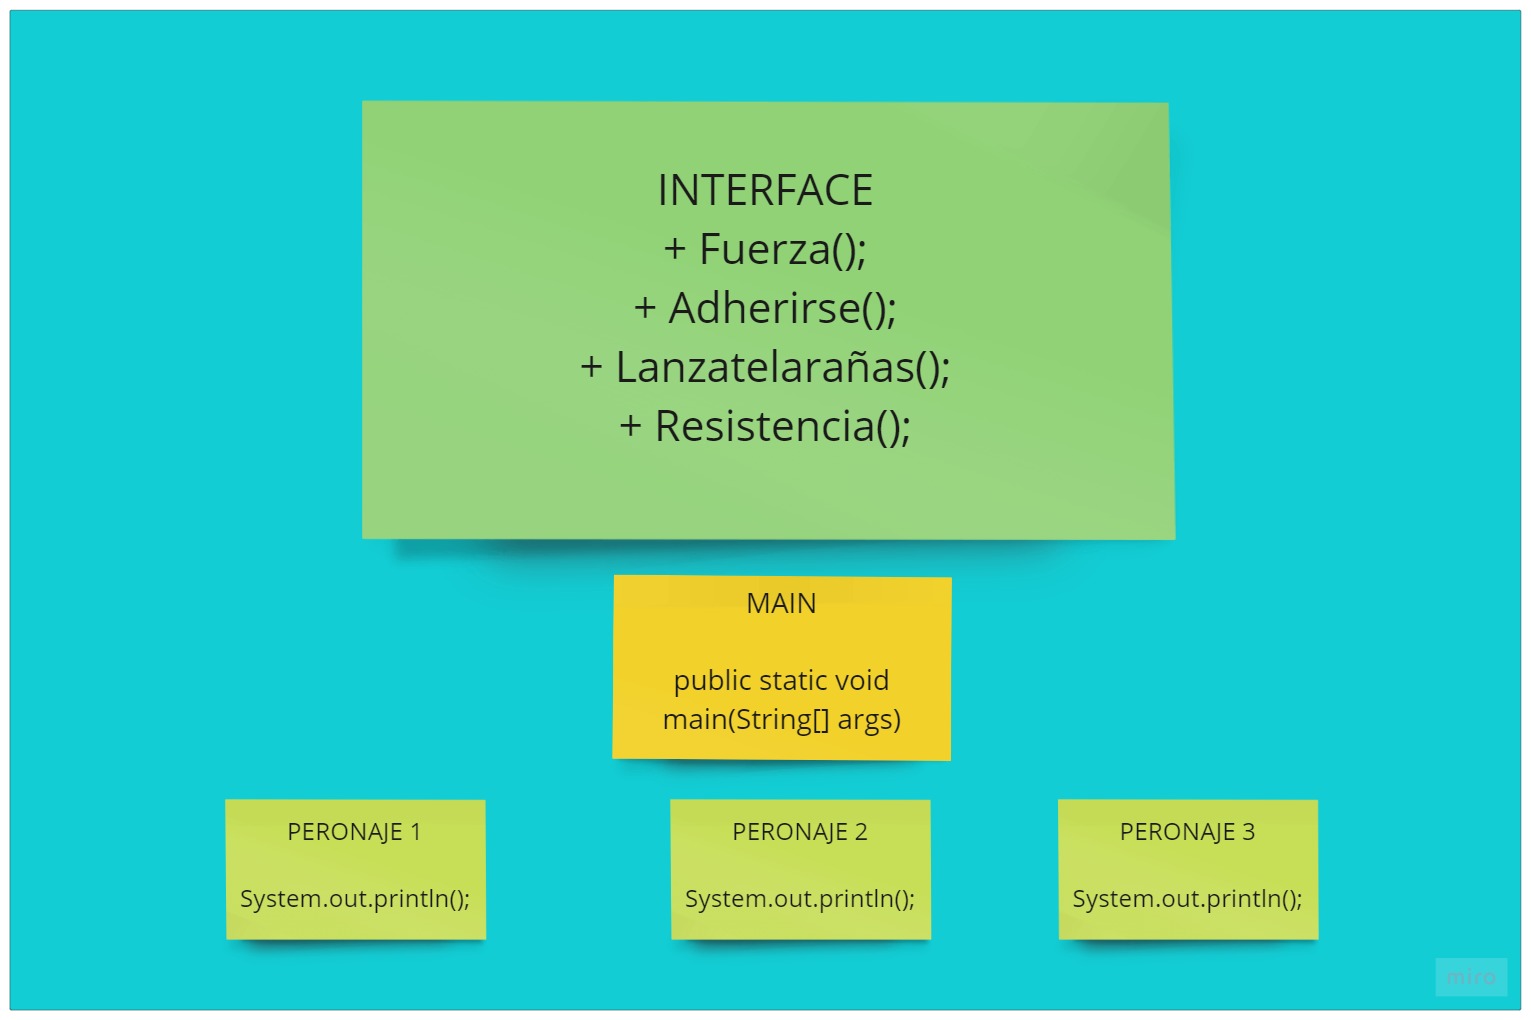 INTERFACE
+ Fuerza();
+ Adherirse();
+ Lanzatelarañas();
+ Resistencia();
MAIN
public static void
main(String[] args)
PERONAJE 1
System.out.println();
PERONAJE 2
System.out.println();
PERONAJE 3
System.out.println();
miro